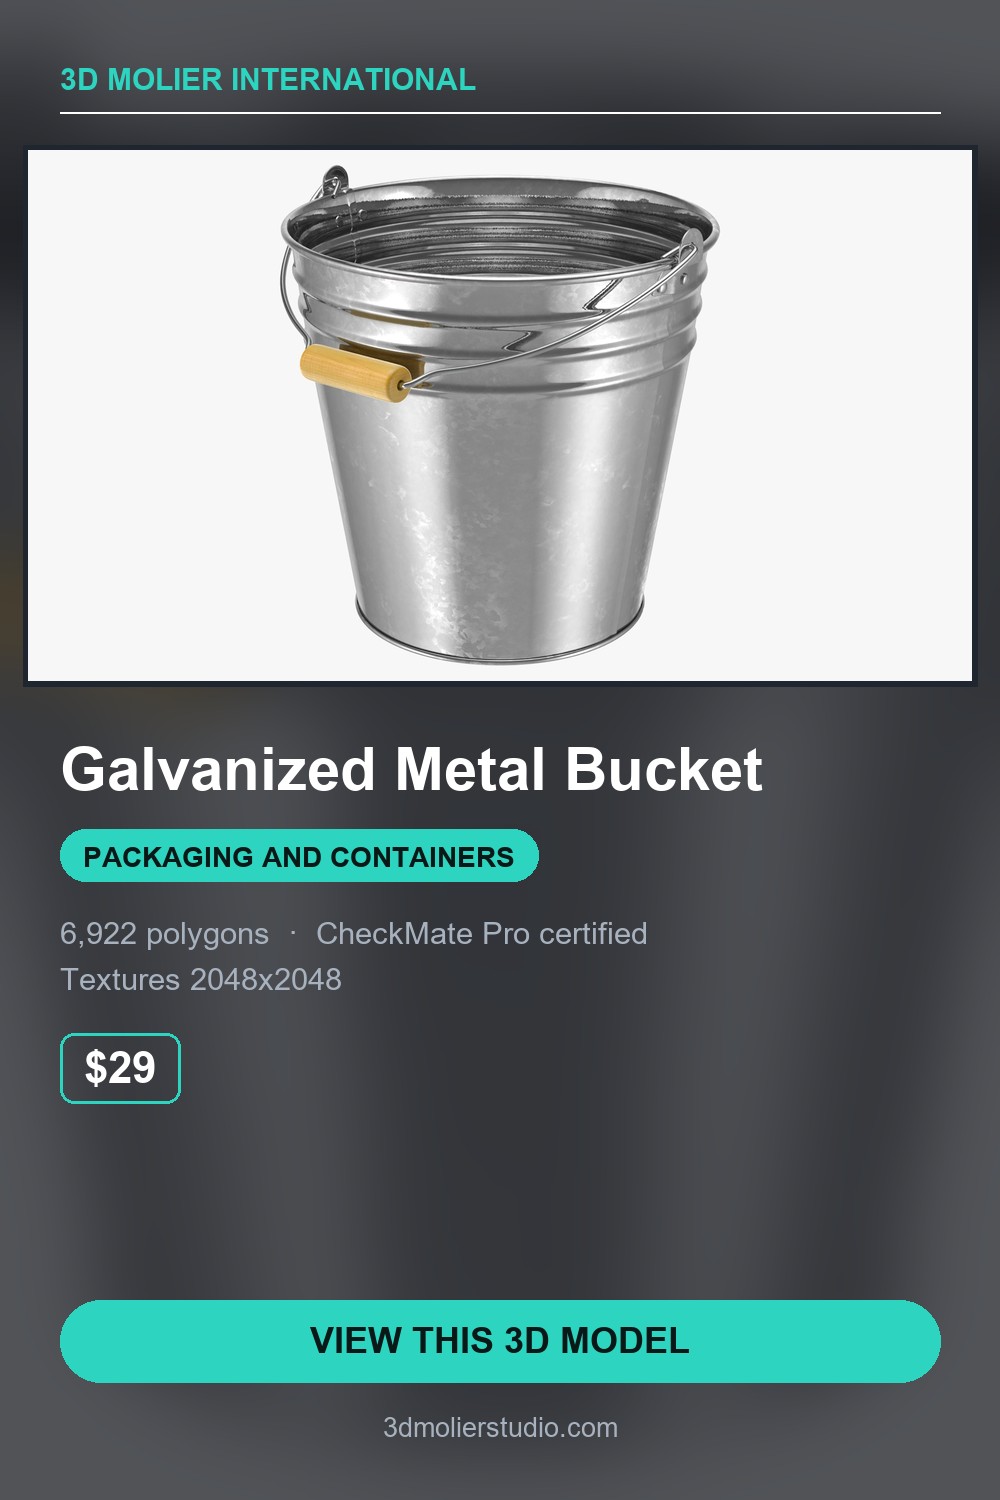 3D MOLIER INTERNATIONAL
Galvanized Metal Bucket
PACKAGING AND CONTAINERS
6,922 polygons · CheckMate Pro certified
Textures 2048x2048
$29
VIEW THIS 3D MODEL
3dmolierstudio.com